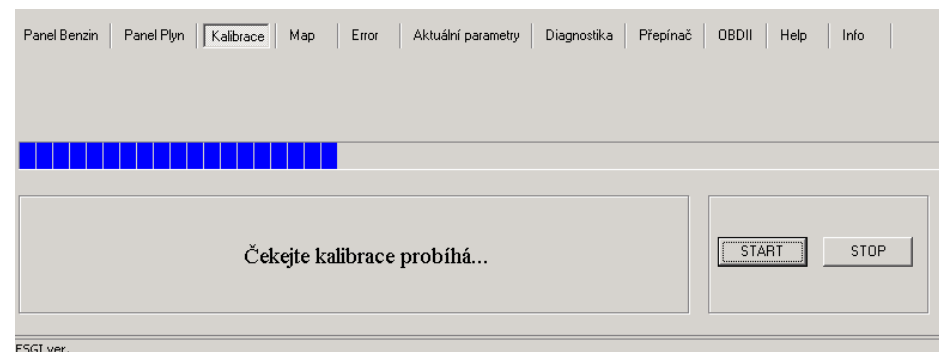 Panel Benzin Panel Plyn Kalibrace Map Error Aktuální parametry Diagnostika Přepínač OBDII Help Info
Čekejte kalibrace probíhá...
START STOP
ESGI ver.